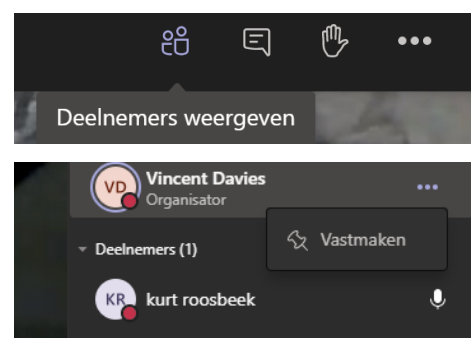 Deelnemers weergeven
VD Vincent Davies
Organisator
Vastmaken
Deelnemers (1)
KR kurt roosbeek